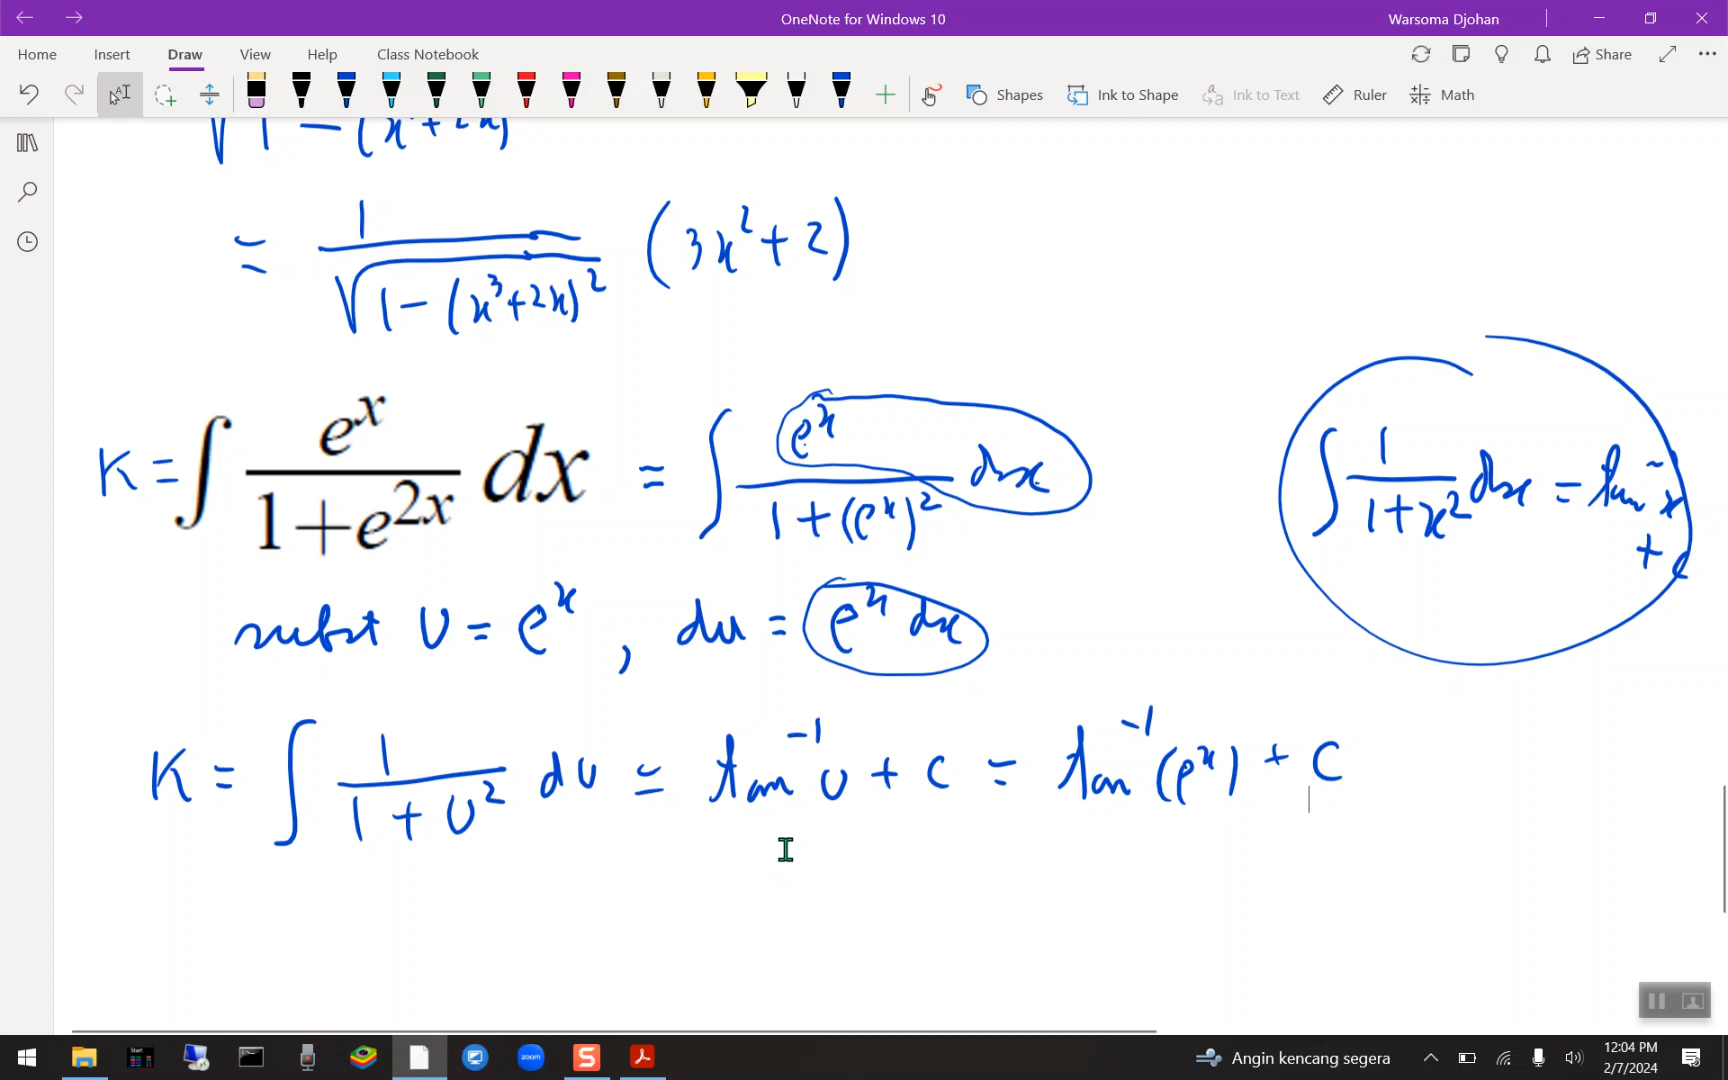 OneNote for Windows 10
Warsoma Djohan
Home Insert Draw View Help Class Notebook
Share
Shapes Ink to Shape Ink to Text Ruler Math
= 1/√(1-(x³+2x)²) (3x²+2)
K = ∫ eˣ/(1+e²ˣ) dx = ∫ eˣ/(1+(eˣ)²) dx
∫ 1/(1+x²) dx = tan⁻¹ x + c
subst U = eˣ , du = eˣ dx
K = ∫ 1/(1+U²) dU = tan⁻¹ U + C = tan⁻¹(eˣ) + C
Start
zoom
S
Angin kencang segera
12:04 PM
2/7/2024